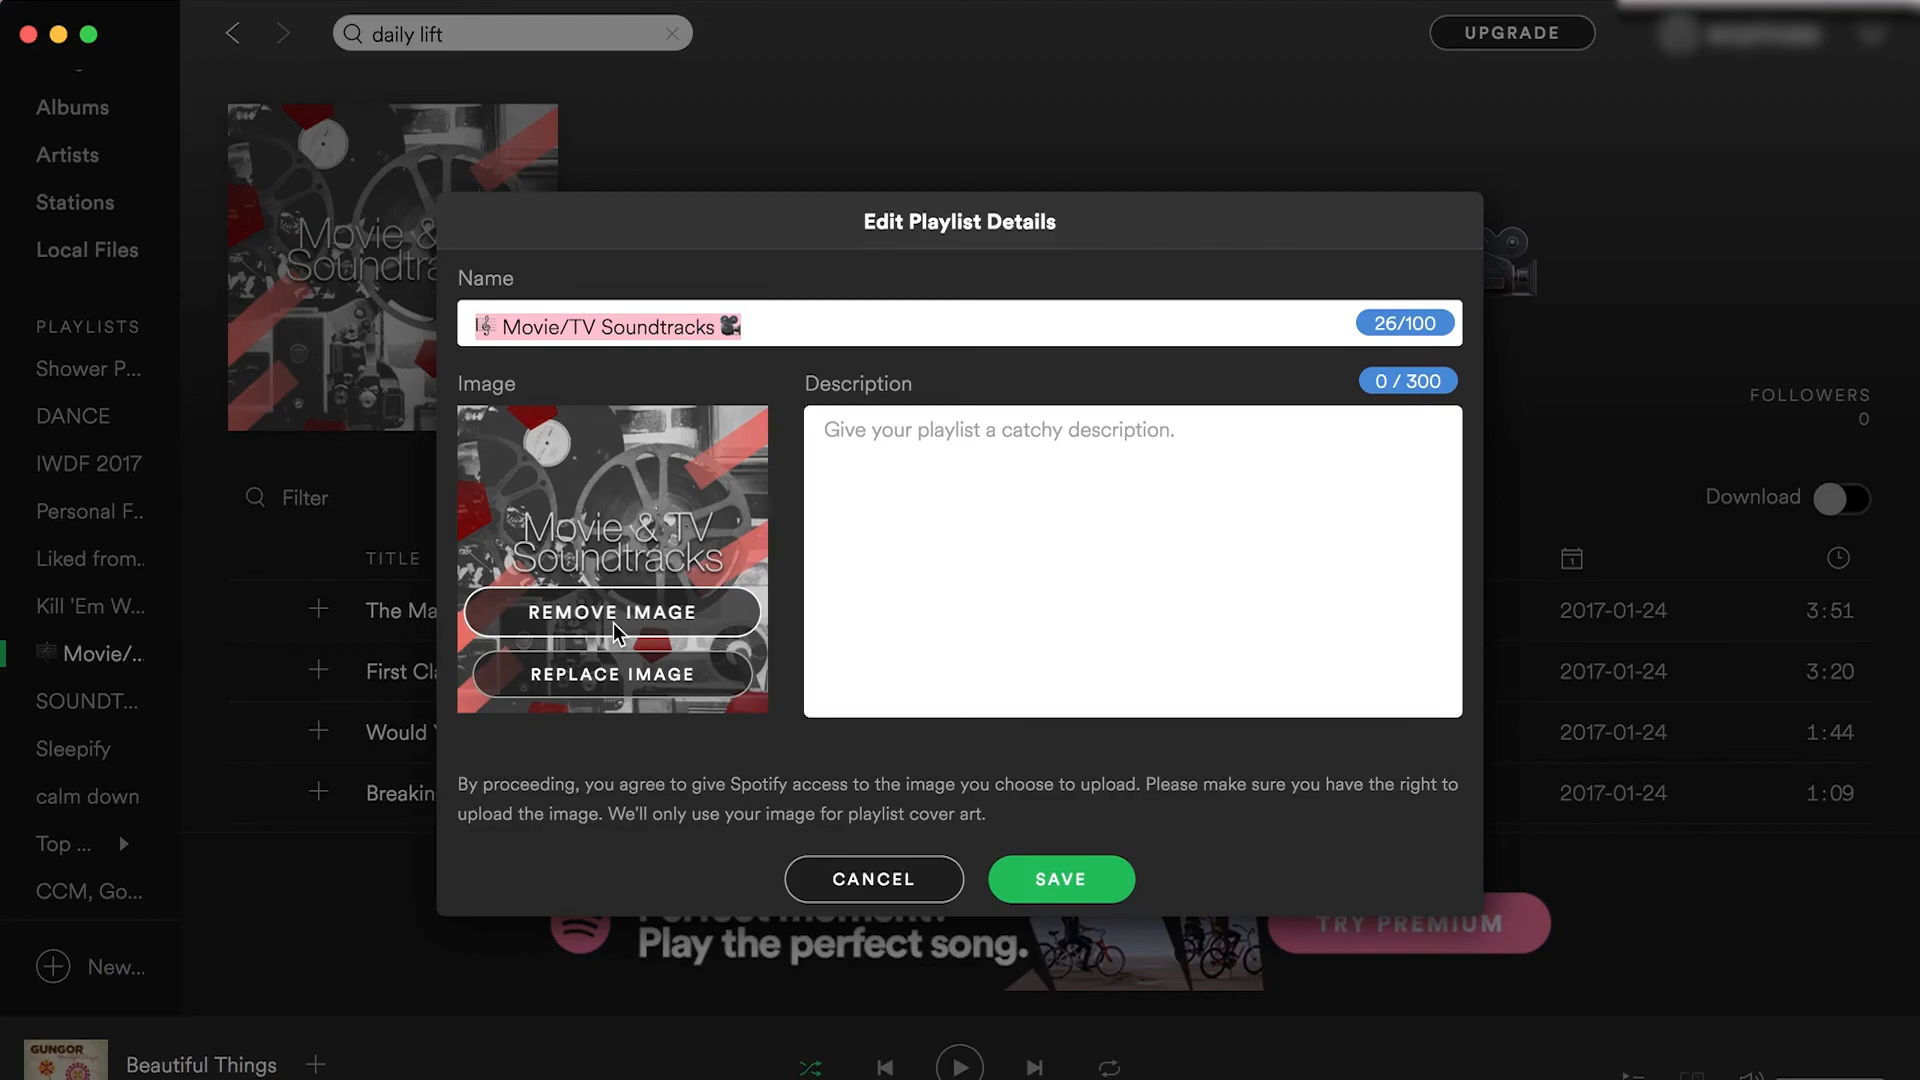 daily lift
UPGRADE
Albums
Artists
Stations
Local Files
PLAYLISTS
Shower P...
DANCE
IWDF 2017
Personal F..
Liked from..
Kill 'Em W...
Movie/..
SOUNDT...
Sleepify
calm down
Top ...
CCM, Go...
New...
Movie &
Soundtra
Filter
TITLE
The Ma
First Cla
Would
Breakin
Edit Playlist Details
Name
Movie/TV Soundtracks
26/100
Image
Movie & TV
Soundtracks
REMOVE IMAGE
REPLACE IMAGE
Description
0 / 300
Give your playlist a catchy description.
By proceeding, you agree to give Spotify access to the image you choose to upload. Please make sure you have the right to
upload the image. We'll only use your image for playlist cover art.
CANCEL
SAVE
FOLLOWERS
0
Download
2017-01-24 3:51
2017-01-24 3:20
2017-01-24 1:44
2017-01-24 1:09
Perfect moment.
Play the perfect song.
TRY PREMIUM
GUNGOR
Beautiful Things